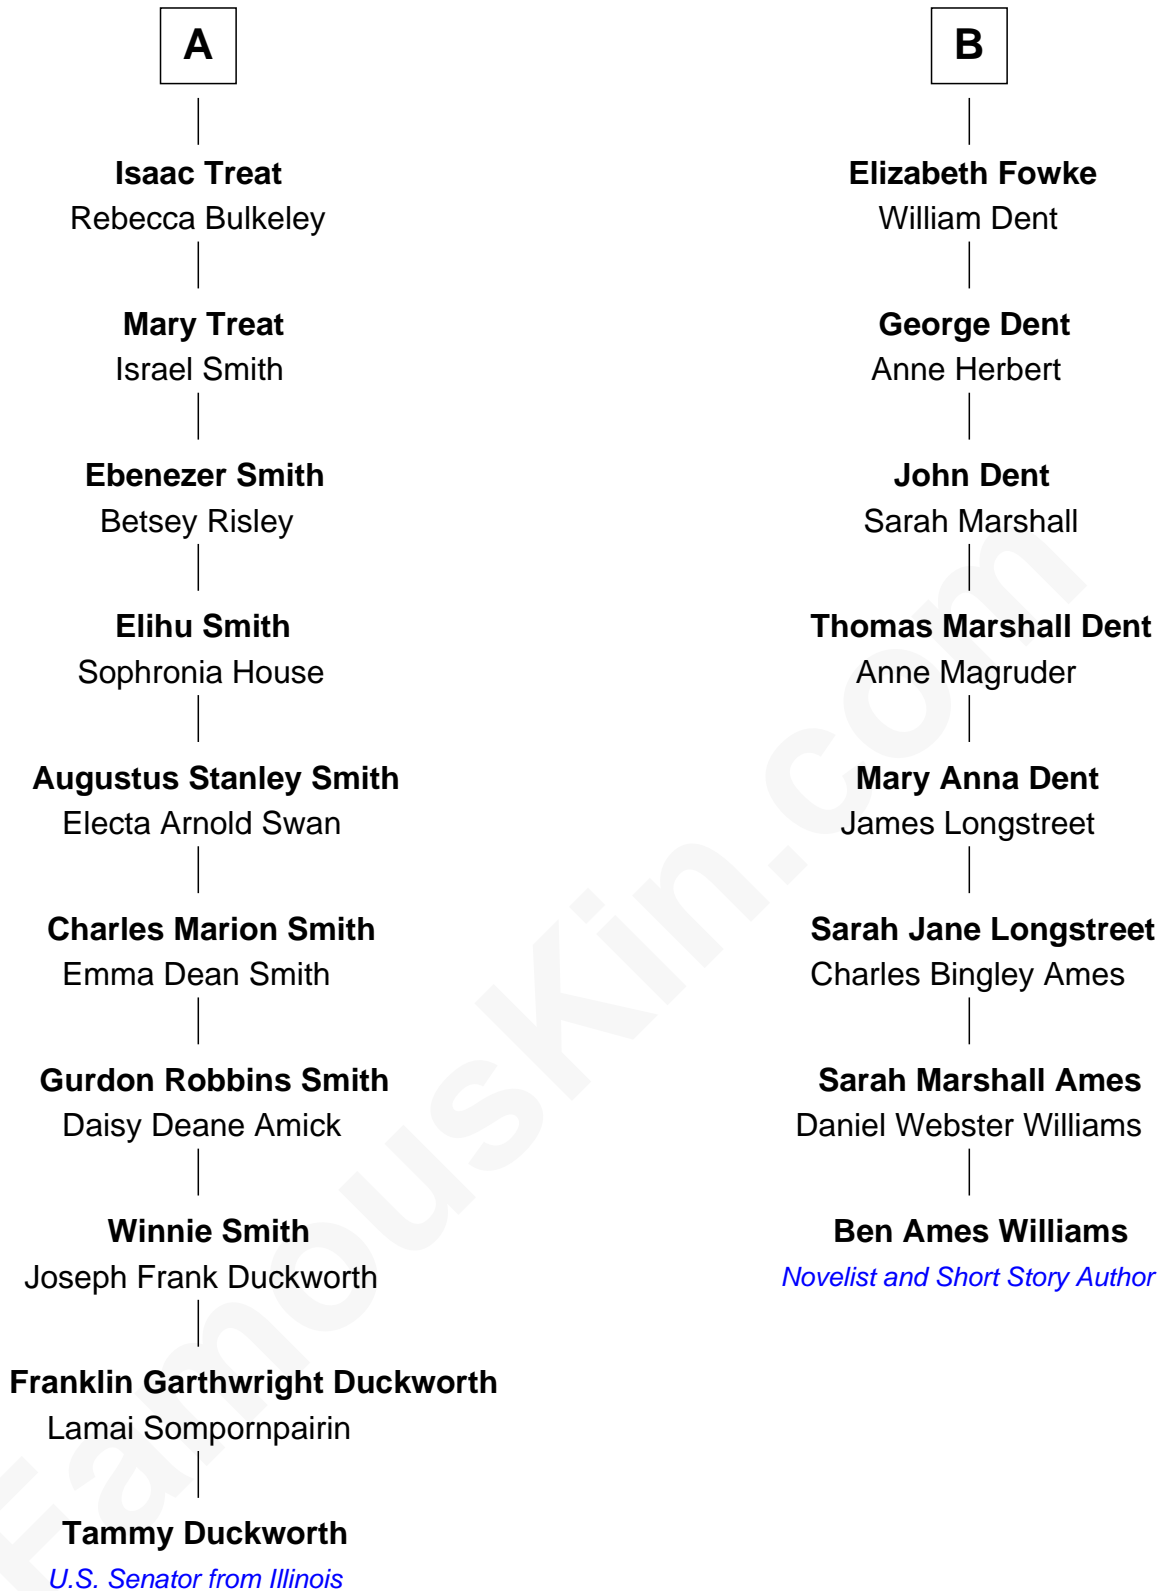 A
Isaac Treat
Rebecca Bulkeley
Mary Treat
Israel Smith
Ebenezer Smith
Betsey Risley
Elihu Smith
Sophronia House
Augustus Stanley Smith
Electa Arnold Swan
Charles Marion Smith
Emma Dean Smith
Gurdon Robbins Smith
Daisy Deane Amick
Winnie Smith
Joseph Frank Duckworth
Franklin Garthwright Duckworth
Lamai Sompornpairin
Tammy Duckworth
U.S. Senator from Illinois
B
Elizabeth Fowke
William Dent
George Dent
Anne Herbert
John Dent
Sarah Marshall
Thomas Marshall Dent
Anne Magruder
Mary Anna Dent
James Longstreet
Sarah Jane Longstreet
Charles Bingley Ames
Sarah Marshall Ames
Daniel Webster Williams
Ben Ames Williams
Novelist and Short Story Author
FamousKin.com